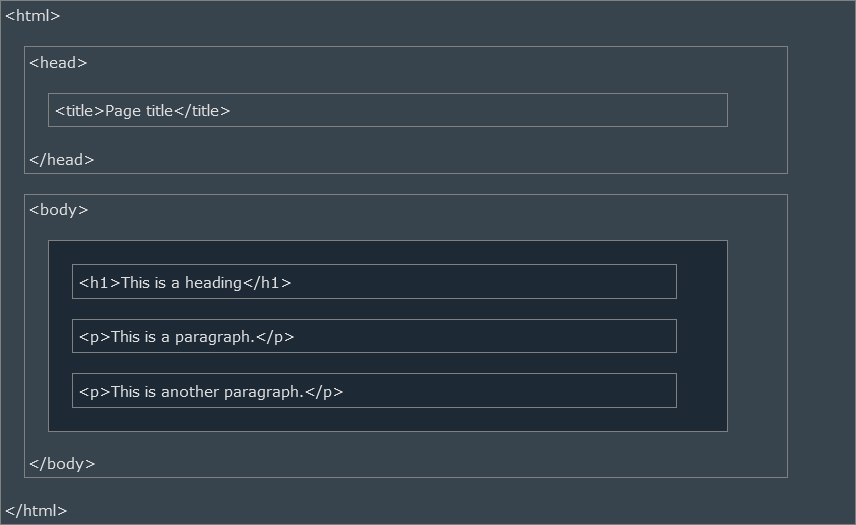 <html>
<head>
<title>Page title</title>
</head>
<body>
<h1>This is a heading</h1>
<p>This is a paragraph.</p>
<p>This is another paragraph.</p>
</body>
</html>